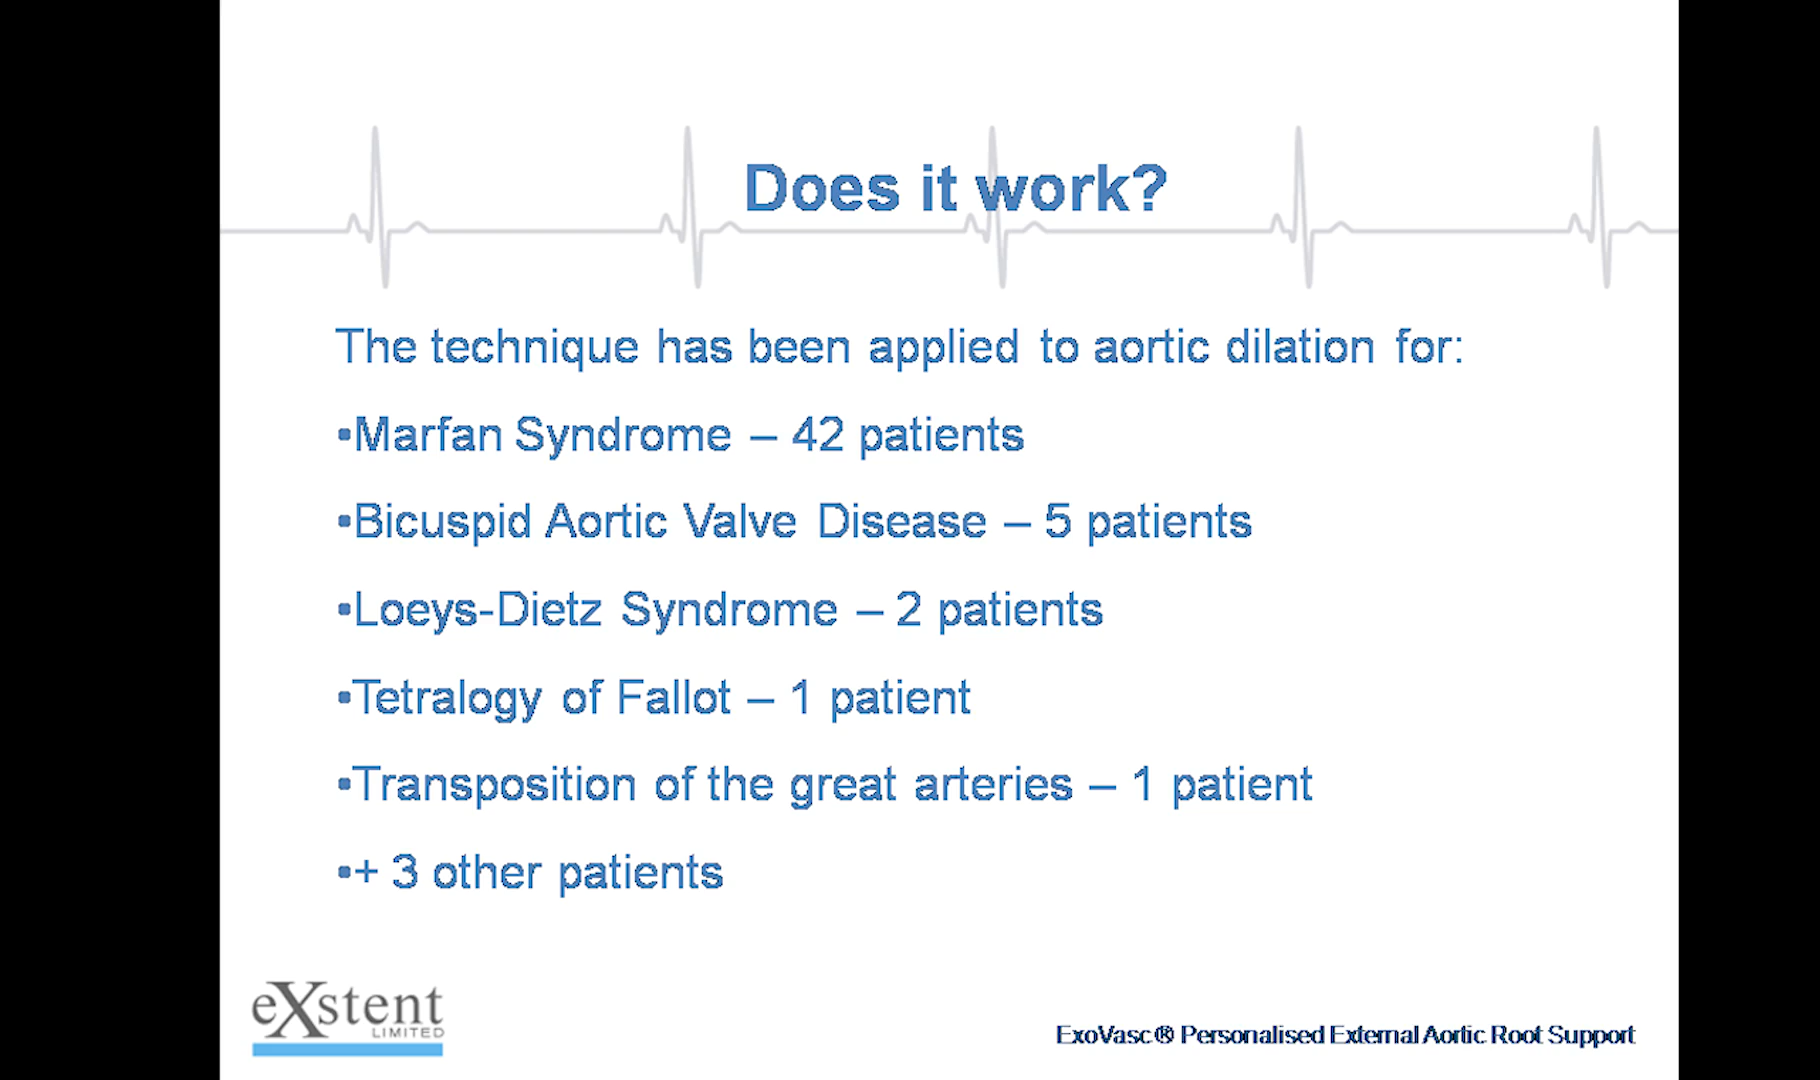 Does it work?
The technique has been applied to aortic dilation for:
▪Marfan Syndrome – 42 patients
▪Bicuspid Aortic Valve Disease – 5 patients
▪Loeys-Dietz Syndrome – 2 patients
▪Tetralogy of Fallot – 1 patient
▪Transposition of the great arteries – 1 patient
▪+ 3 other patients
eXstent
LIMITED
ExoVasc® Personalised External Aortic Root Support